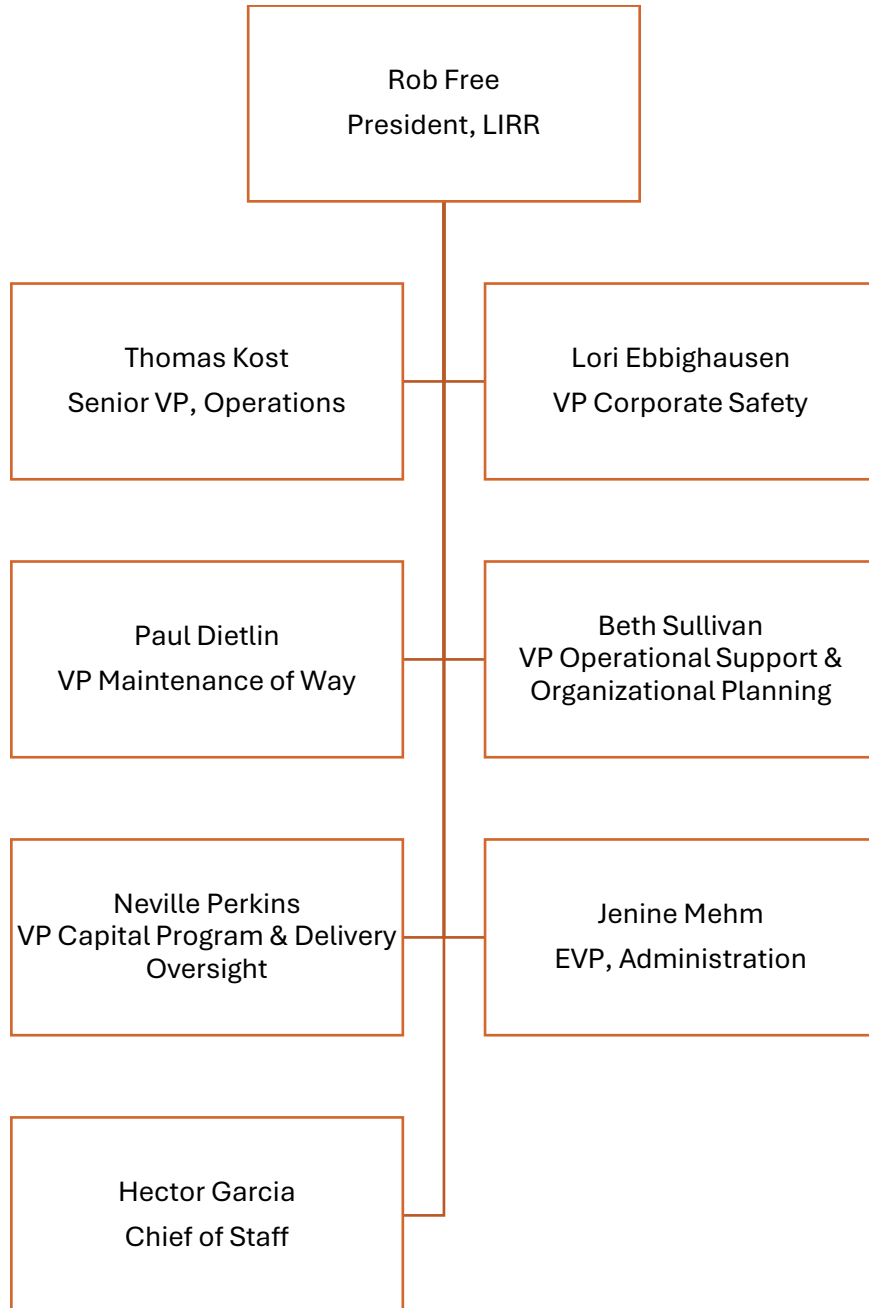 Rob Free
President, LIRR
Thomas Kost
Senior VP, Operations
Lori Ebbighausen
VP Corporate Safety
Paul Dietlin
VP Maintenance of Way
Beth Sullivan
VP Operational Support &
Organizational Planning
Neville Perkins
VP Capital Program & Delivery
Oversight
Jenine Mehm
EVP, Administration
Hector Garcia
Chief of Staff